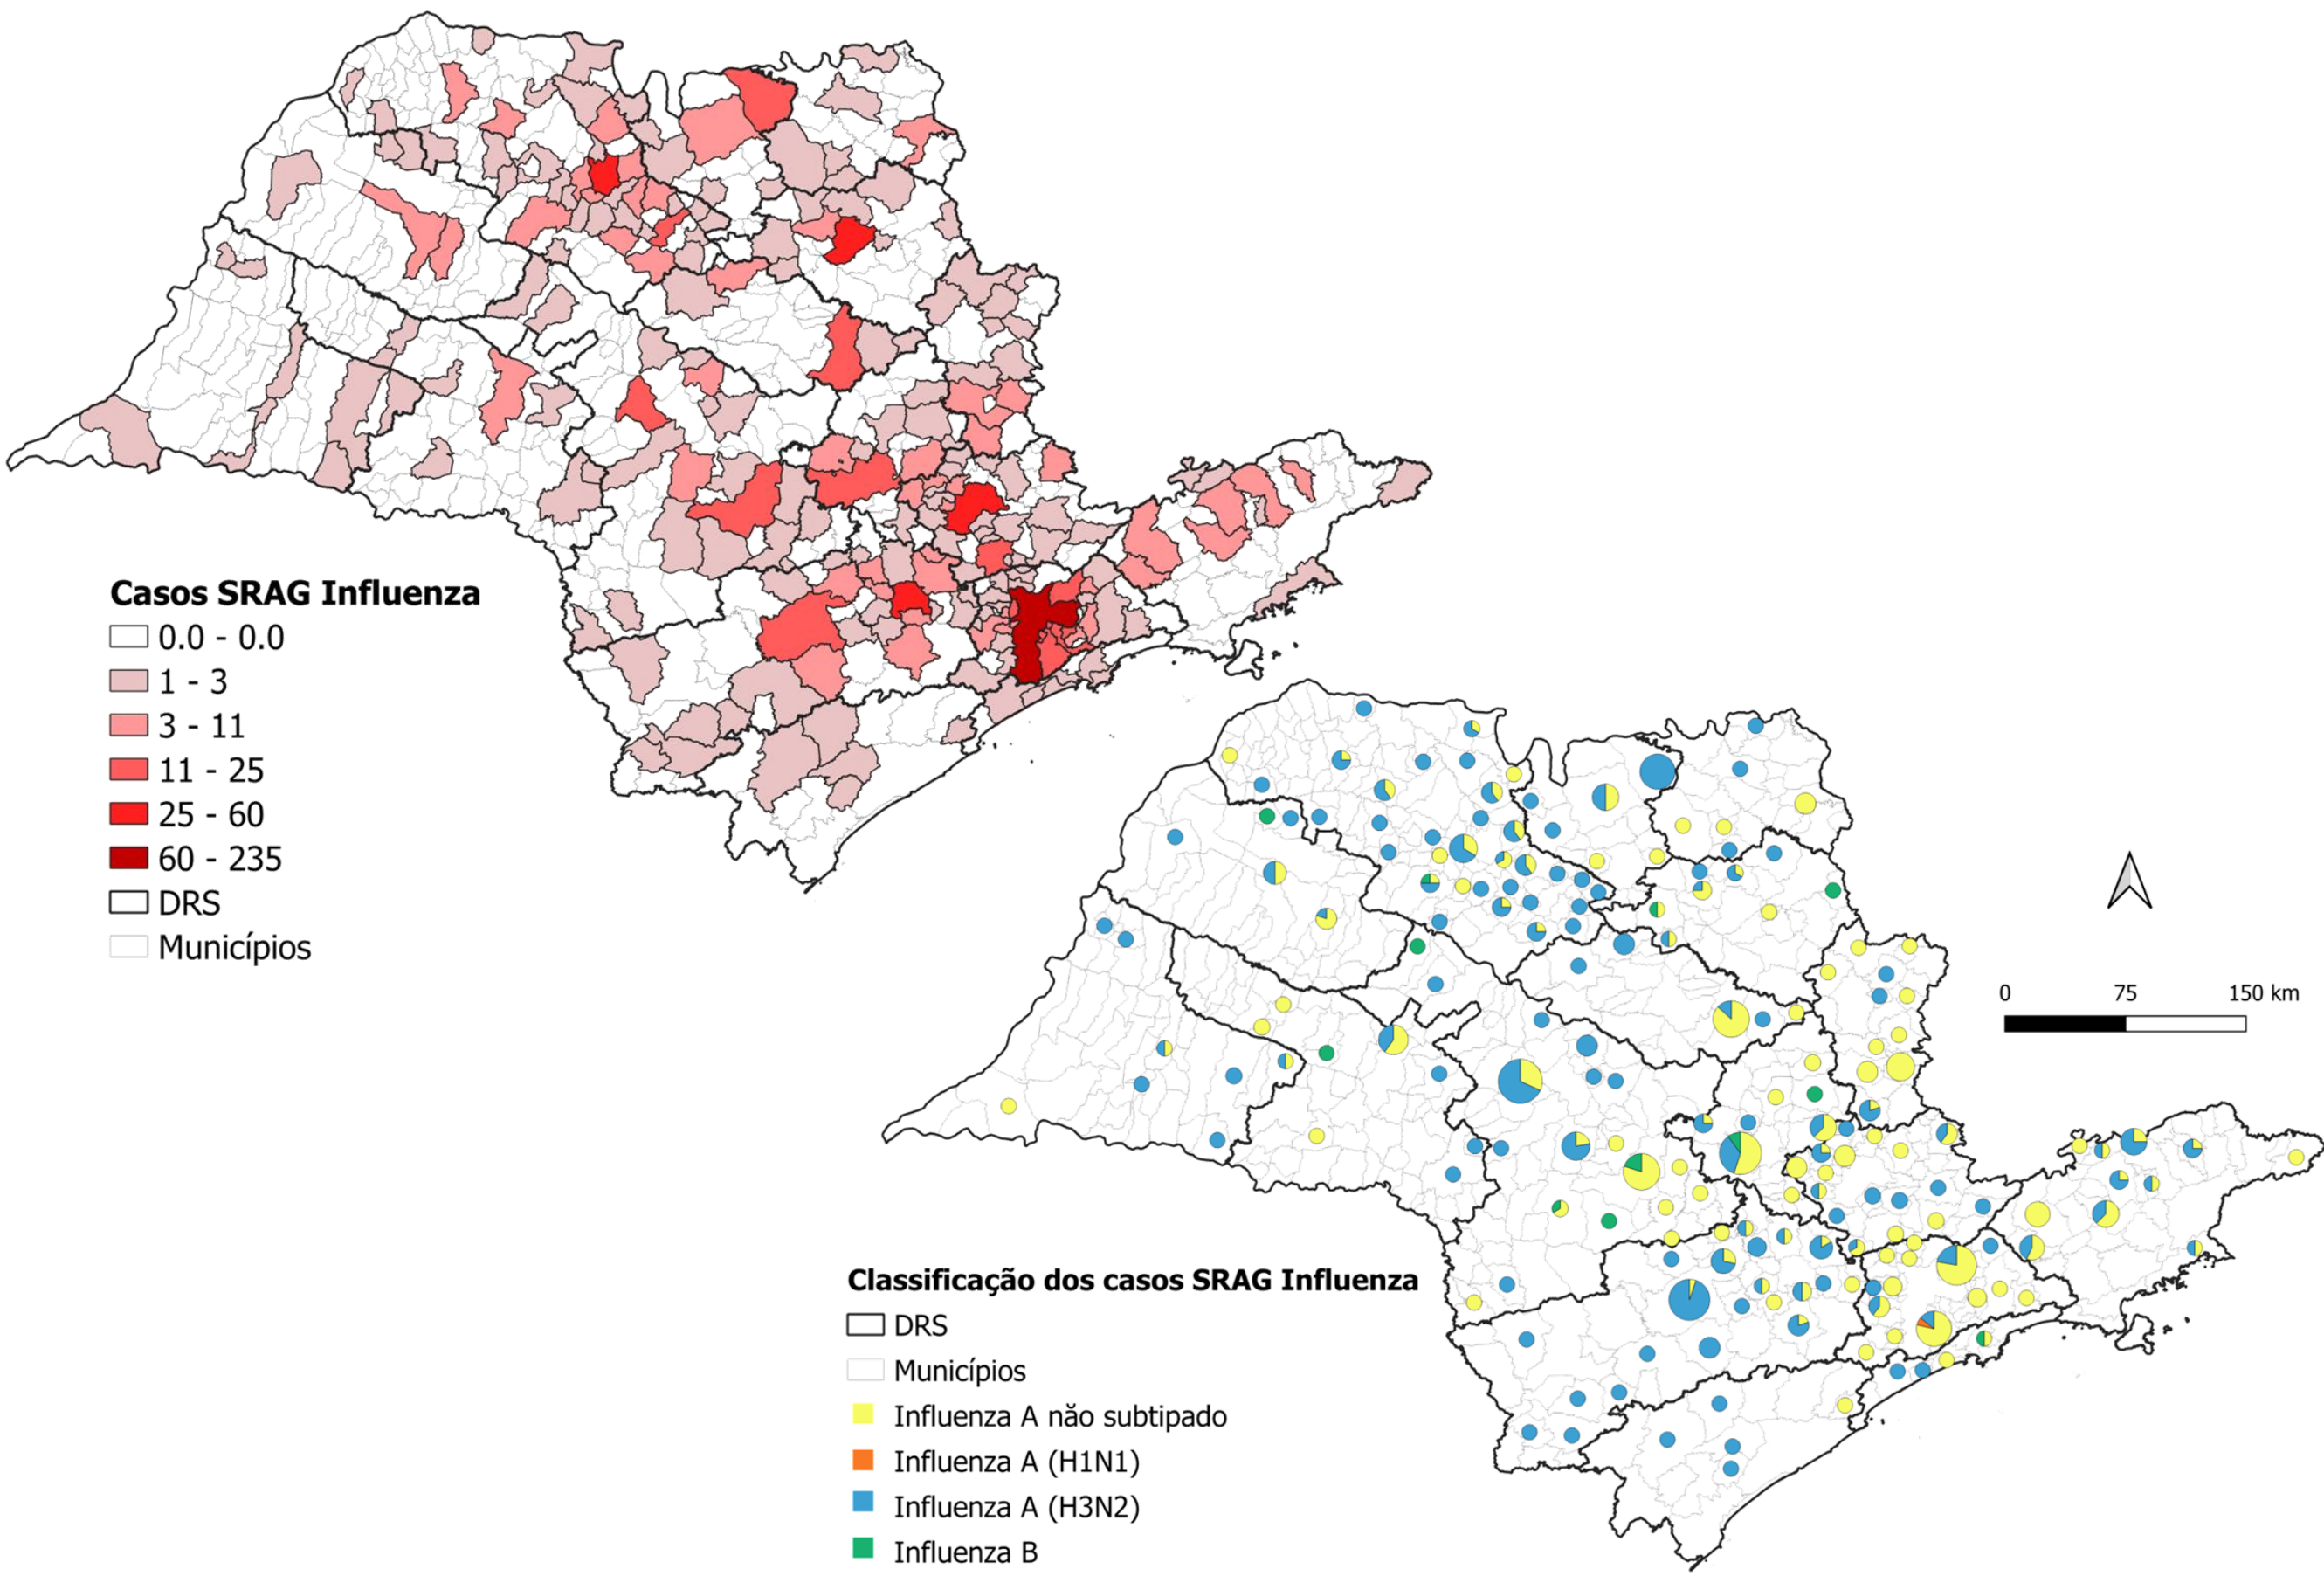 Casos SRAG Influenza
0.0 - 0.0
1 - 3
3 - 11
11 - 25
25 - 60
60 - 235
DRS
Municípios
0 75 150 km
Classificação dos casos SRAG Influenza
DRS
Municípios
Influenza A não subtipado
Influenza A (H1N1)
Influenza A (H3N2)
Influenza B